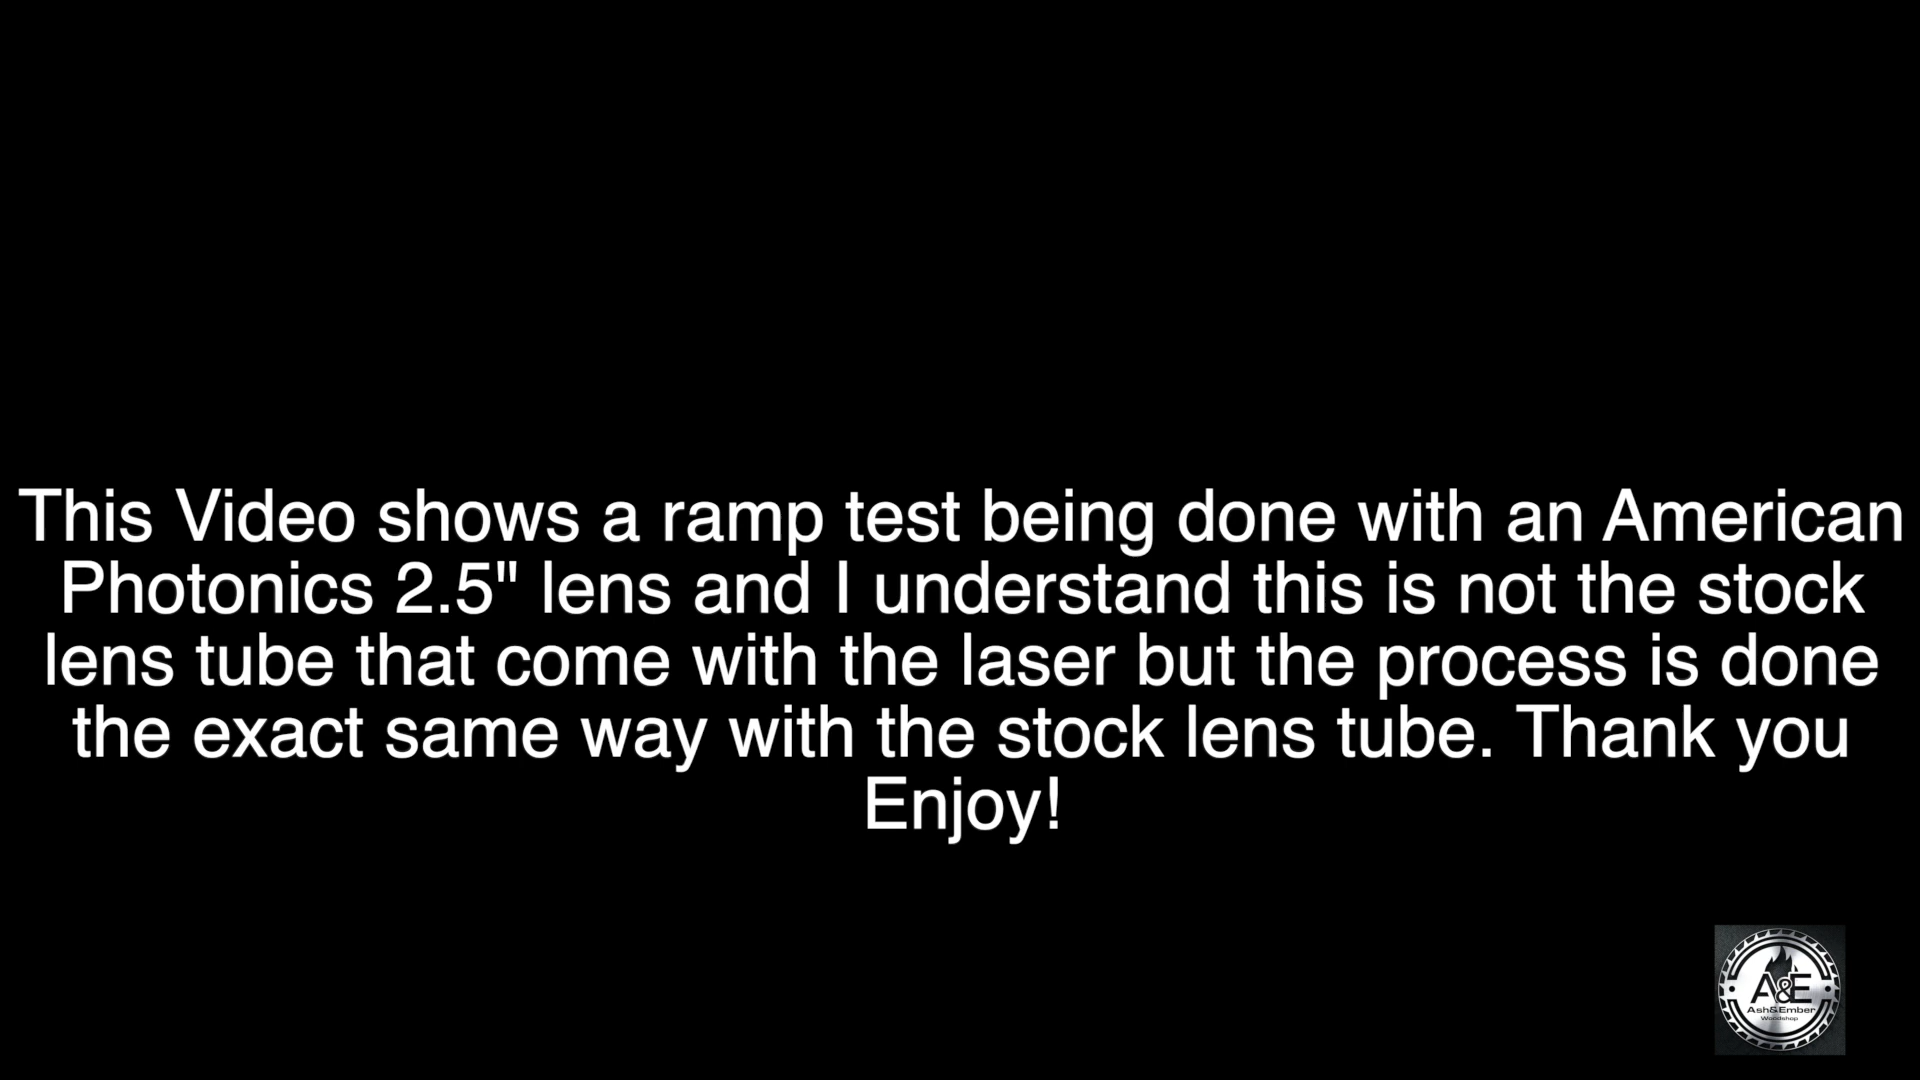 This Video shows a ramp test being done with an American
Photonics 2.5" lens and I understand this is not the stock
lens tube that come with the laser but the process is done
the exact same way with the stock lens tube. Thank you
Enjoy!
A&E
Ash&Ember
Woodshop